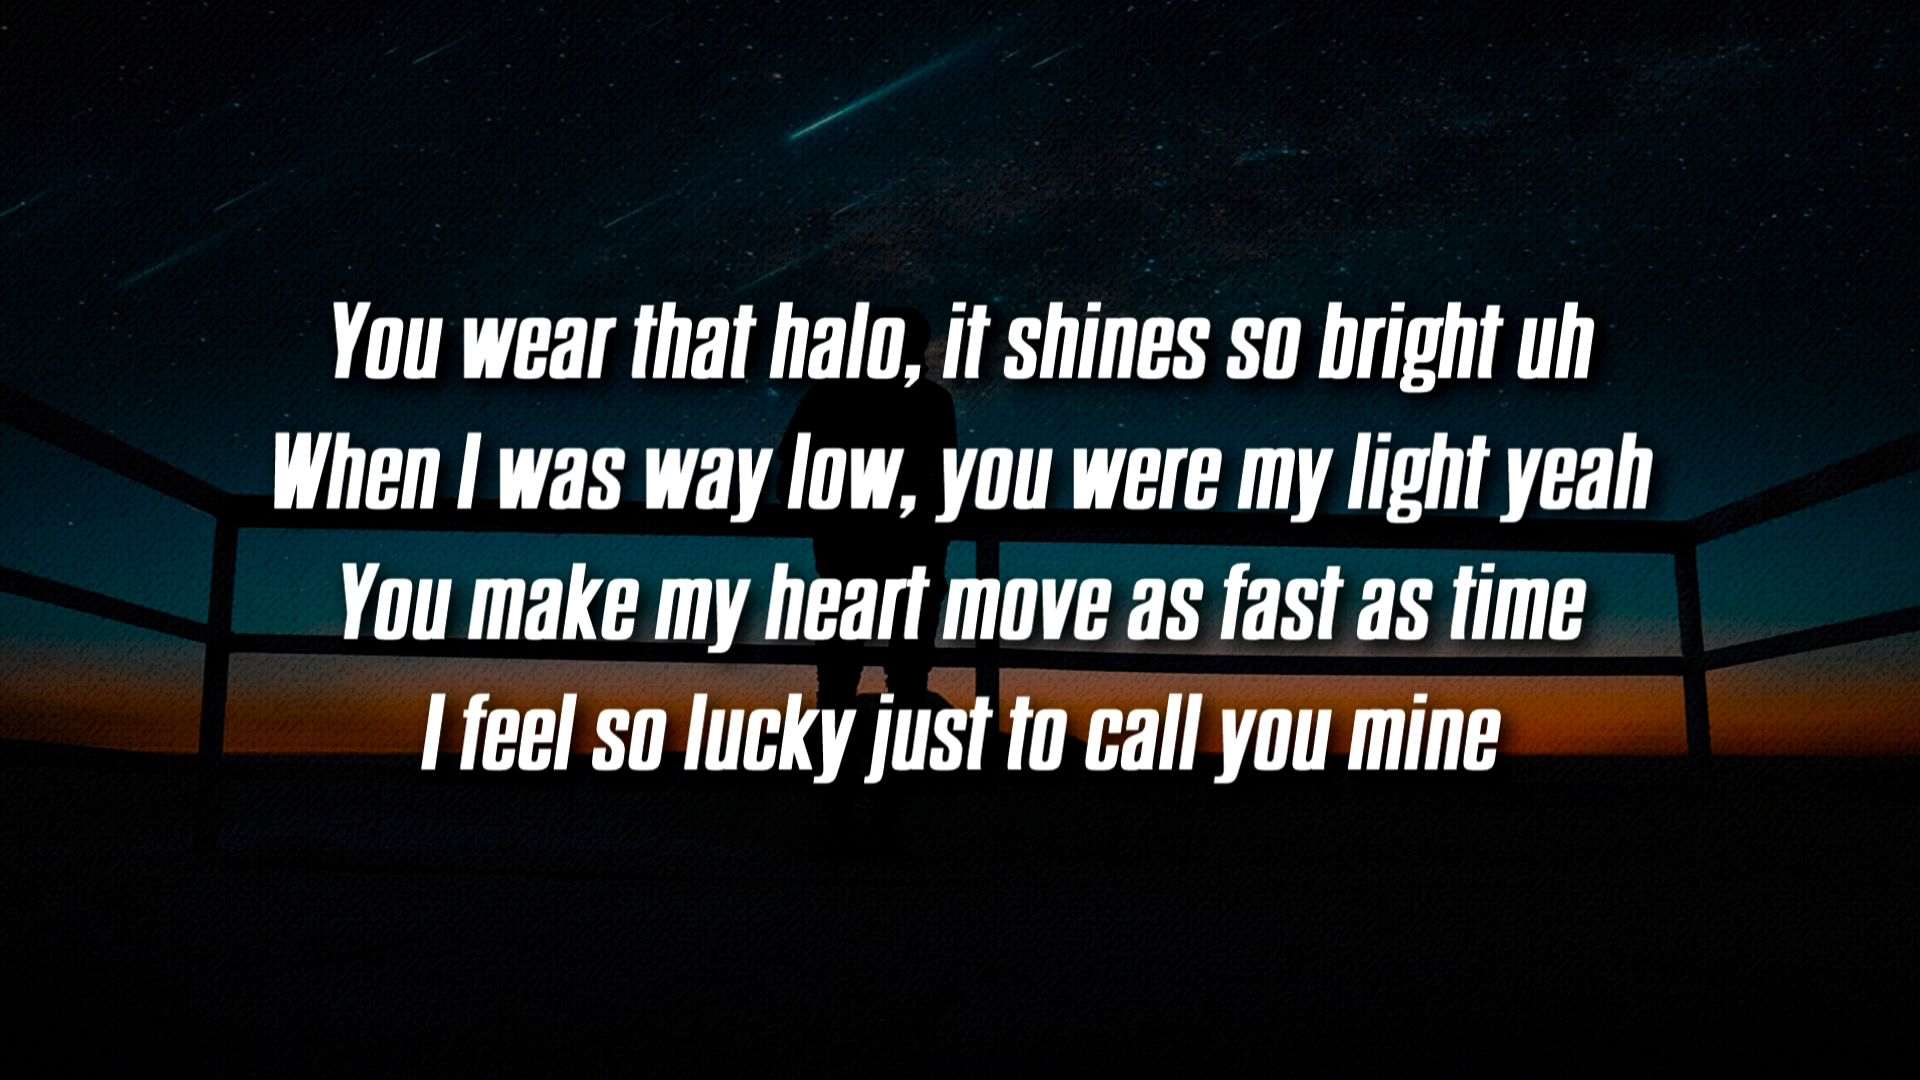 You wear that halo, it shines so bright uh
When I was way low, you were my light yeah
You make my heart move as fast as time
I feel so lucky just to call you mine